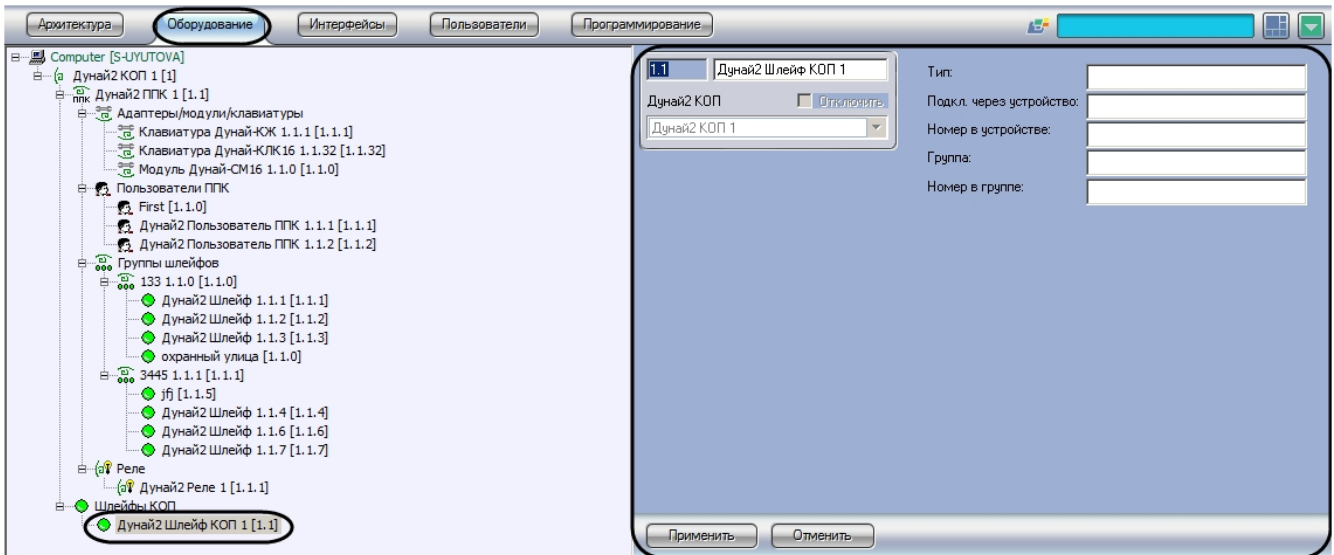 Архитектура Оборудование Интерфейсы Пользователи Программирование
Computer [S-UYUTOVA]
Дунай2 КОП 1 [1]
ппк Дунай2 ППК 1 [1.1]
Адаптеры/модули/клавиатуры
Клавиатура Дунай-КЖ 1.1.1 [1.1.1]
Клавиатура Дунай-КЛК16 1.1.32 [1.1.32]
Модуль Дунай-СМ16 1.1.0 [1.1.0]
Пользователи ППК
First [1.1.0]
Дунай2 Пользователь ППК 1.1.1 [1.1.1]
Дунай2 Пользователь ППК 1.1.2 [1.1.2]
Группы шлейфов
133 1.1.0 [1.1.0]
Дунай2 Шлейф 1.1.1 [1.1.1]
Дунай2 Шлейф 1.1.2 [1.1.2]
Дунай2 Шлейф 1.1.3 [1.1.3]
охранный улица [1.1.0]
3445 1.1.1 [1.1.1]
jfj [1.1.5]
Дунай2 Шлейф 1.1.4 [1.1.4]
Дунай2 Шлейф 1.1.6 [1.1.6]
Дунай2 Шлейф 1.1.7 [1.1.7]
Реле
Дунай2 Реле 1 [1.1.1]
Шлейфы КОП
Дунай2 Шлейф КОП 1 [1.1]
1.1 Дунай2 Шлейф КОП 1
Дунай2 КОП Отключить
Дунай2 КОП 1
Тип:
Подкл. через устройство:
Номер в устройстве:
Группа:
Номер в группе:
Применить Отменить